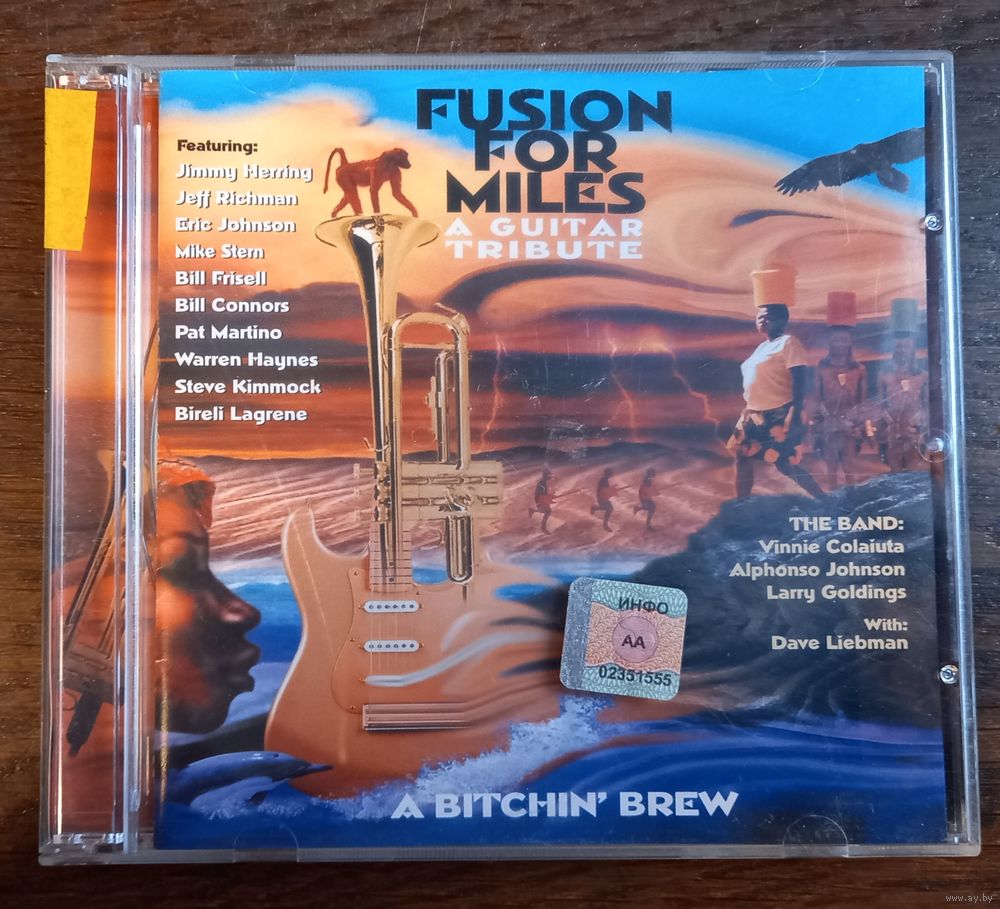 FUSION
FOR
MILES
A GUITAR
TRIBUTE
Featuring:
Jimmy Herring
Jeff Richman
Eric Johnson
Mike Stern
Bill Frisell
Bill Connors
Pat Martino
Warren Haynes
Steve Kimmock
Bireli Lagrene
THE BAND:
Vinnie Colaiuta
Alphonso Johnson
Larry Goldings
With:
Dave Liebman
ИНФО
АА
02351555
A BITCHIN' BREW
www.ay.by